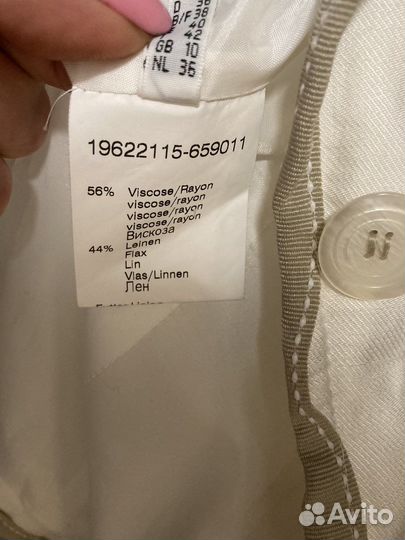 D 38
B/F 38
40
42
GB 10
NL 36
19622115-659011
56% Viscose/Rayon
viscose/rayon
viscose/rayon
viscose/rayon
Вискоза
44% Leinen
Flax
Lin
Vlas/Linnen
Лен
Avito